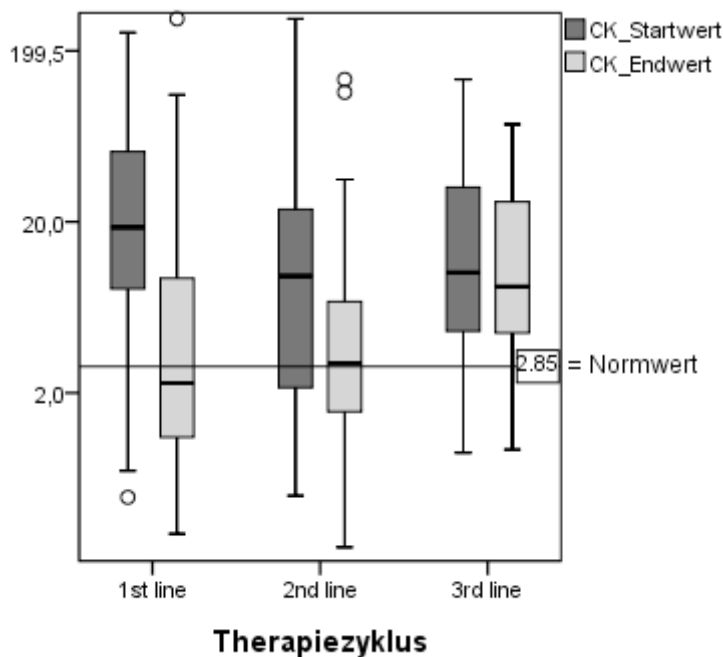 CK_Startwert
CK_Endwert
199,5
20,0
2,0
2.85 = Normwert
1st line 2nd line 3rd line
Therapiezyklus